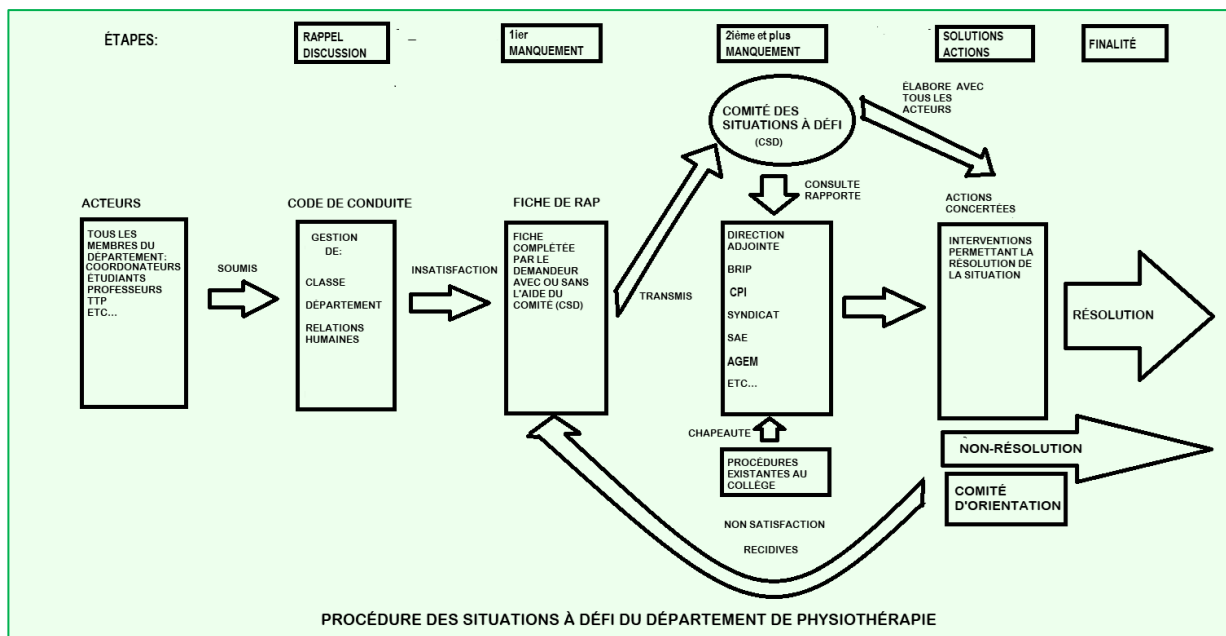 ÉTAPES:
RAPPEL
DISCUSSION
1ier
MANQUEMENT
2ième et plus
MANQUEMENT
SOLUTIONS
ACTIONS
FINALITÉ
COMITÉ DES
SITUATIONS À DÉFI
(CSD)
ÉLABORE AVEC
TOUS LES
ACTEURS
CONSULTE
RAPPORTE
ACTEURS
TOUS LES
MEMBRES DU
DÉPARTEMENT:
COORDONATEURS
ÉTUDIANTS
PROFESSEURS
TTP
ETC...
SOUMIS
CODE DE CONDUITE
GESTION
DE:
CLASSE
DÉPARTEMENT
RELATIONS
HUMAINES
INSATISFACTION
FICHE DE RAP
FICHE
COMPLÉTÉE
PAR LE
DEMANDEUR
AVEC OU SANS
L'AIDE DU
COMITÉ (CSD)
TRANSMIS
DIRECTION
ADJOINTE
BRIP
CPI
SYNDICAT
SAE
AGEM
ETC...
CHAPEAUTE
PROCÉDURES
EXISTANTES AU
COLLÉGE
ACTIONS
CONCERTÉES
INTERVENTIONS
PERMETTANT LA
RÉSOLUTION DE
LA SITUATION
RÉSOLUTION
NON-RÉSOLUTION
COMITÉ
D'ORIENTATION
NON SATISFACTION
RECIDIVES
PROCÉDURE DES SITUATIONS À DÉFI DU DÉPARTEMENT DE PHYSIOTHÉRAPIE